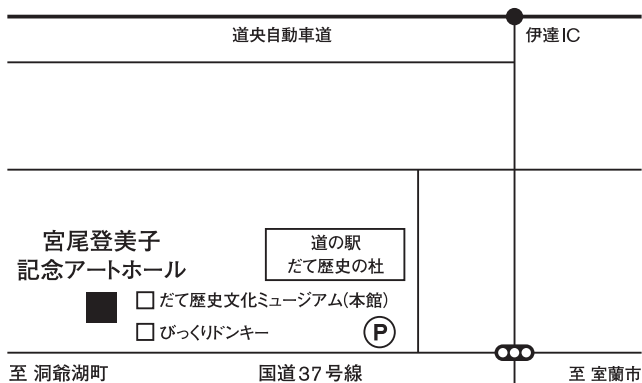 道央自動車道
伊達IC
宮尾登美子
記念アートホール
道の駅
だて歴史の杜
だて歴史文化ミュージアム(本館)
びっくりドンキー
P
至 洞爺湖町
国道37号線
至 室蘭市